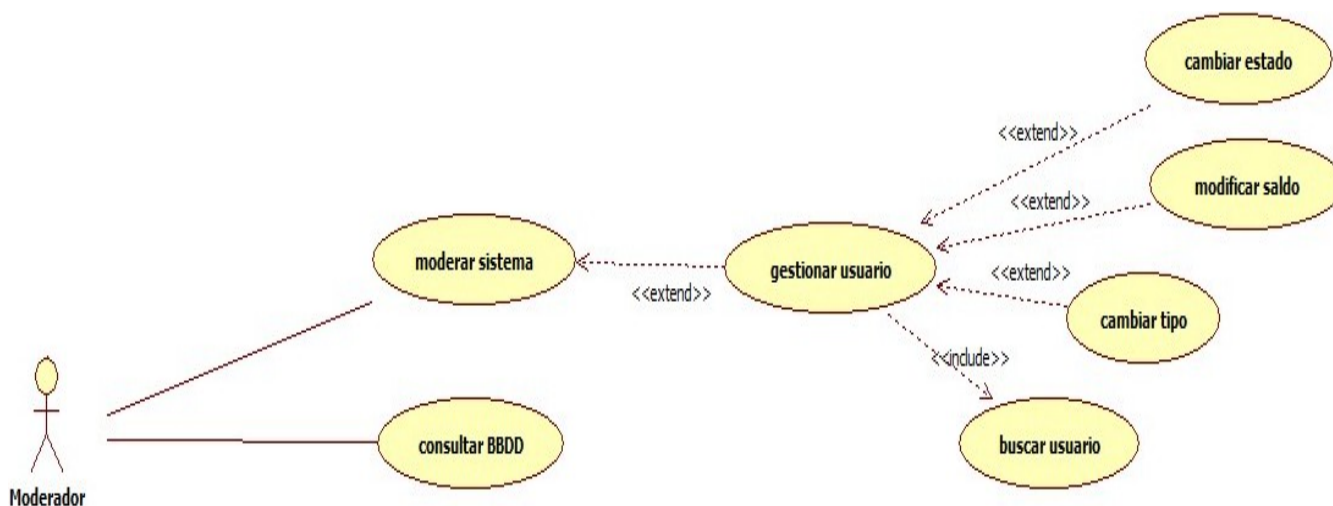 cambiar estado
<<extend>>
modificar saldo
<<extend>>
moderar sistema
gestionar usuario
<<extend>>
<<extend>>
cambiar tipo
<<include>>
consultar BBDD
buscar usuario
Moderador